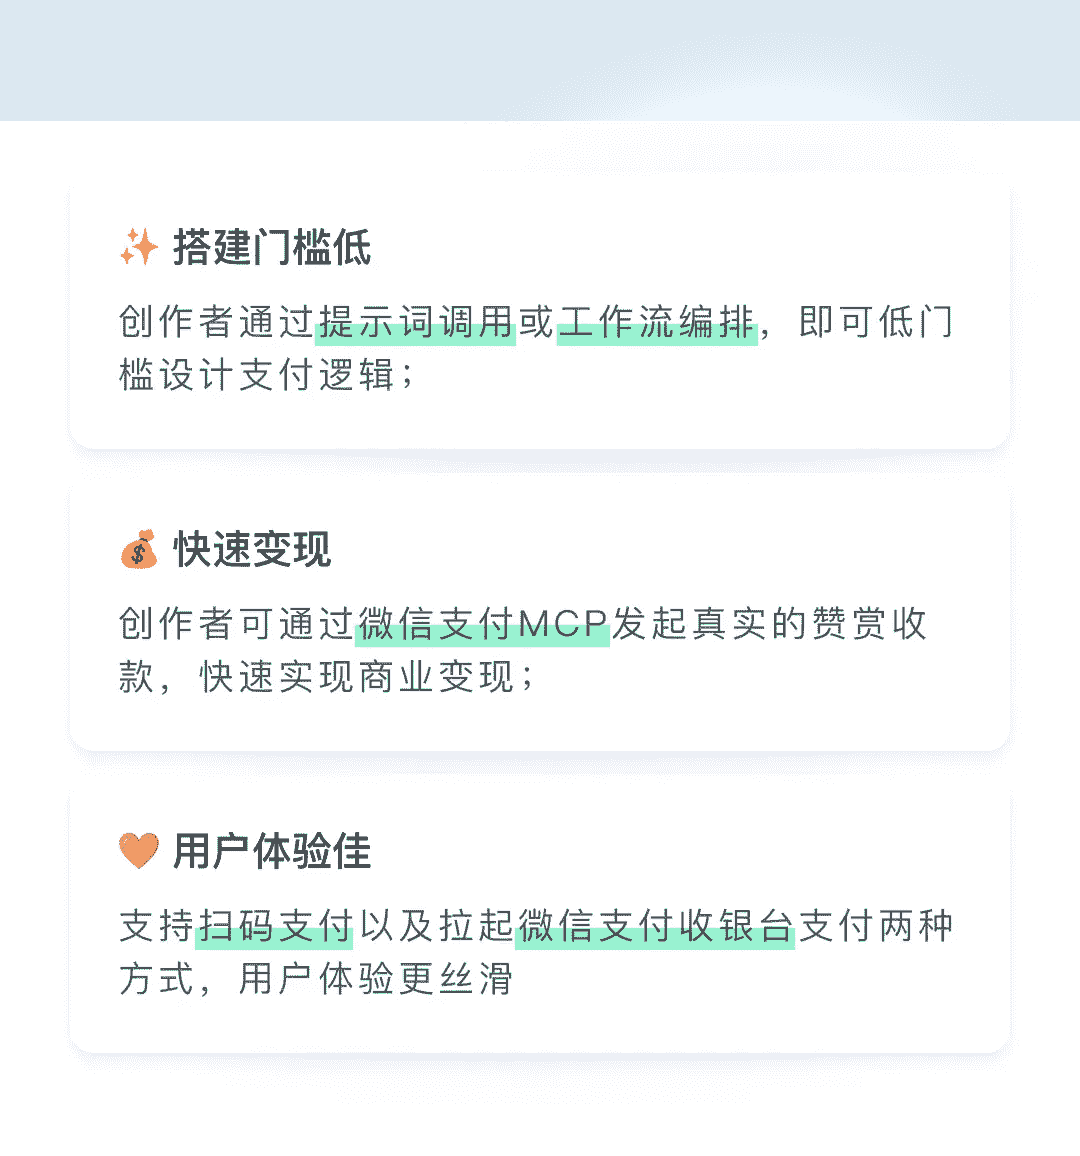 搭建门槛低
创作者通过提示词调用或工作流编排，即可低门
槛设计支付逻辑；
快速变现
创作者可通过微信支付MCP发起真实的赞赏收
款，快速实现商业变现；
用户体验佳
支持扫码支付以及拉起微信支付收银台支付两种
方式，用户体验更丝滑